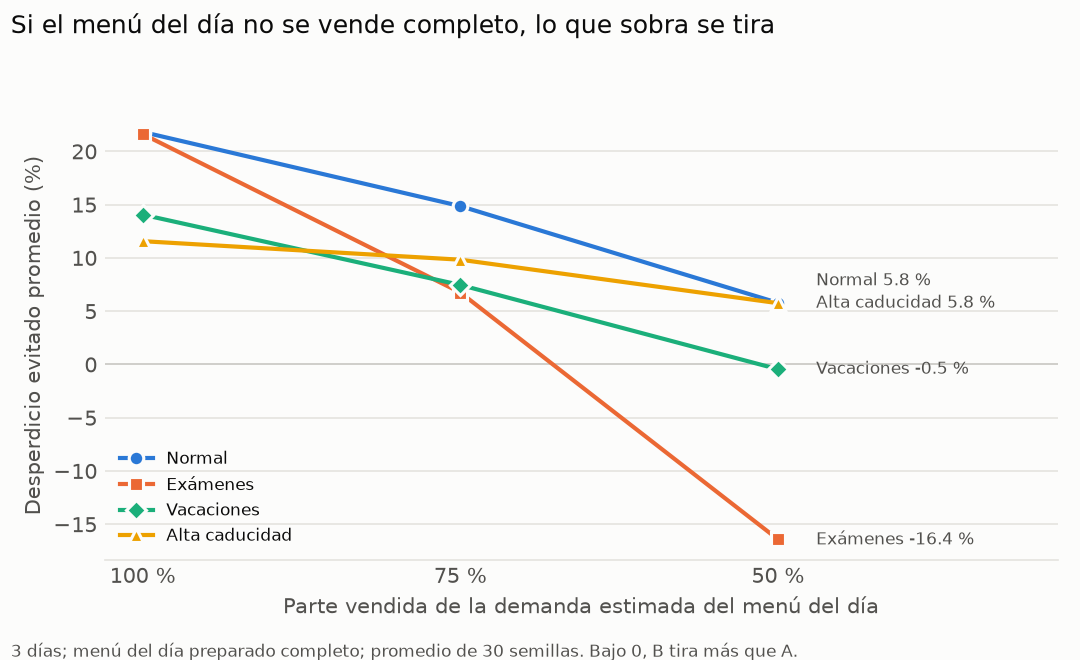 Si el menú del día no se vende completo, lo que sobra se tira
Desperdicio evitado promedio (%)
20
15
10
5
0
−5
−10
−15
Normal 5.8 %
Alta caducidad 5.8 %
Vacaciones -0.5 %
Exámenes -16.4 %
Normal
Exámenes
Vacaciones
Alta caducidad
100 %
75 %
50 %
Parte vendida de la demanda estimada del menú del día
3 días; menú del día preparado completo; promedio de 30 semillas. Bajo 0, B tira más que A.